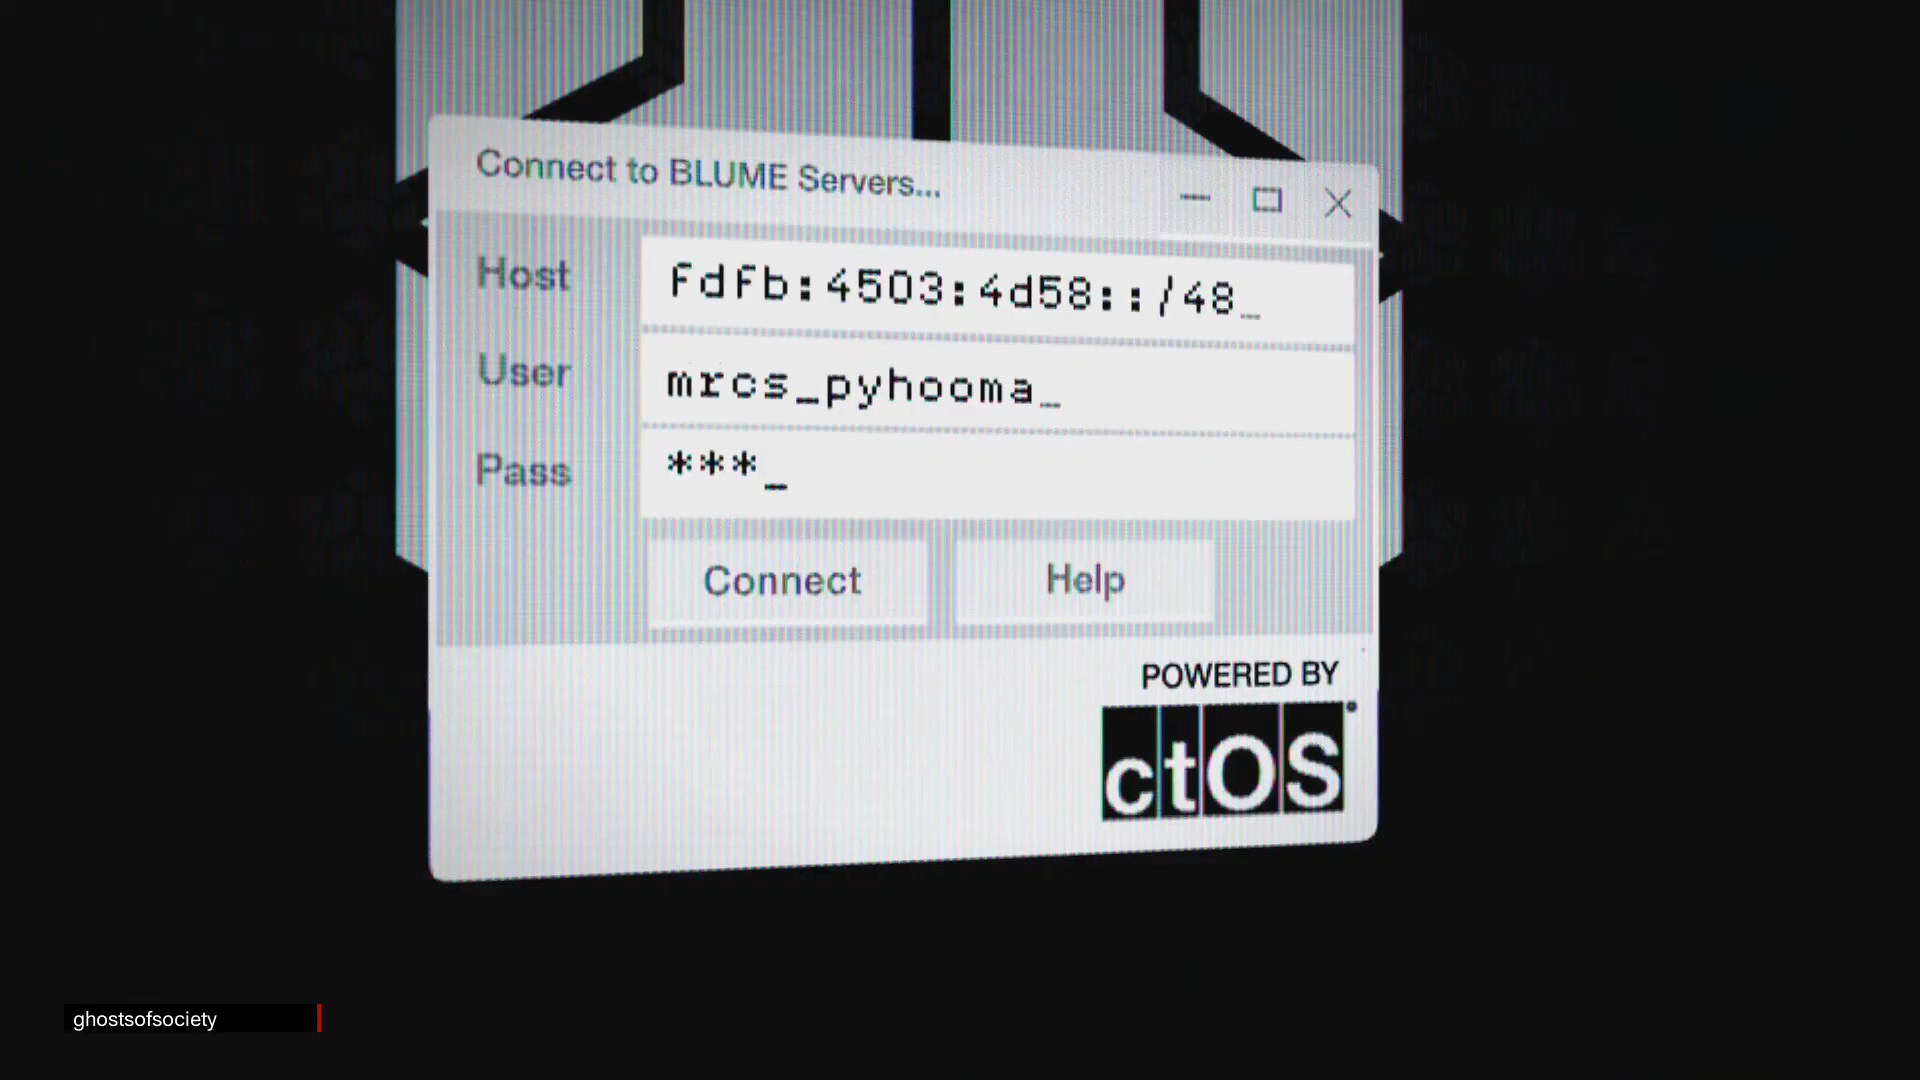 Connect to BLUME Servers...
Host fdfb:4503:4d58::/48_
User mrcs_pyhooma_
Pass ***_
Connect Help
POWERED BY
ctOS
ghostsofsociety